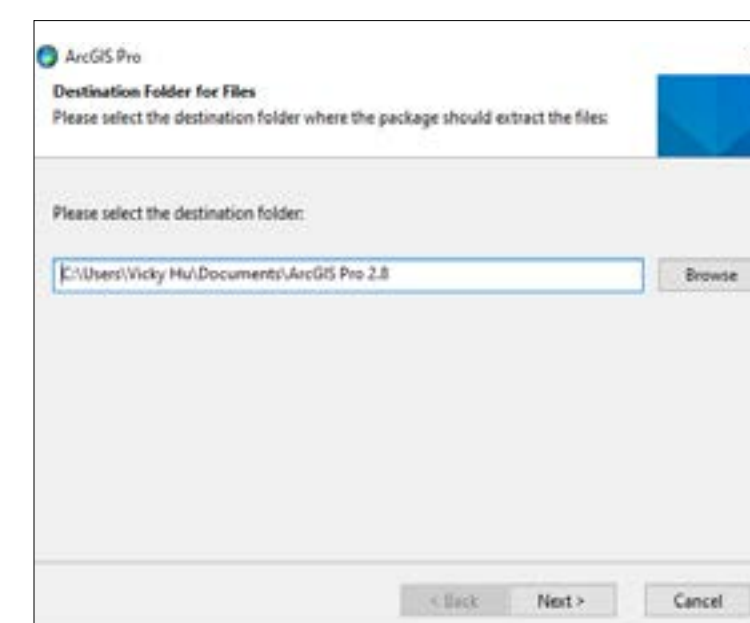 ArcGIS Pro
Destination Folder for Files
Please select the destination folder where the package should extract the files:
Please select the destination folder:
C:\Users\Vicky Hu\Documents\ArcGIS Pro 2.8
Browse
< Back
Next >
Cancel